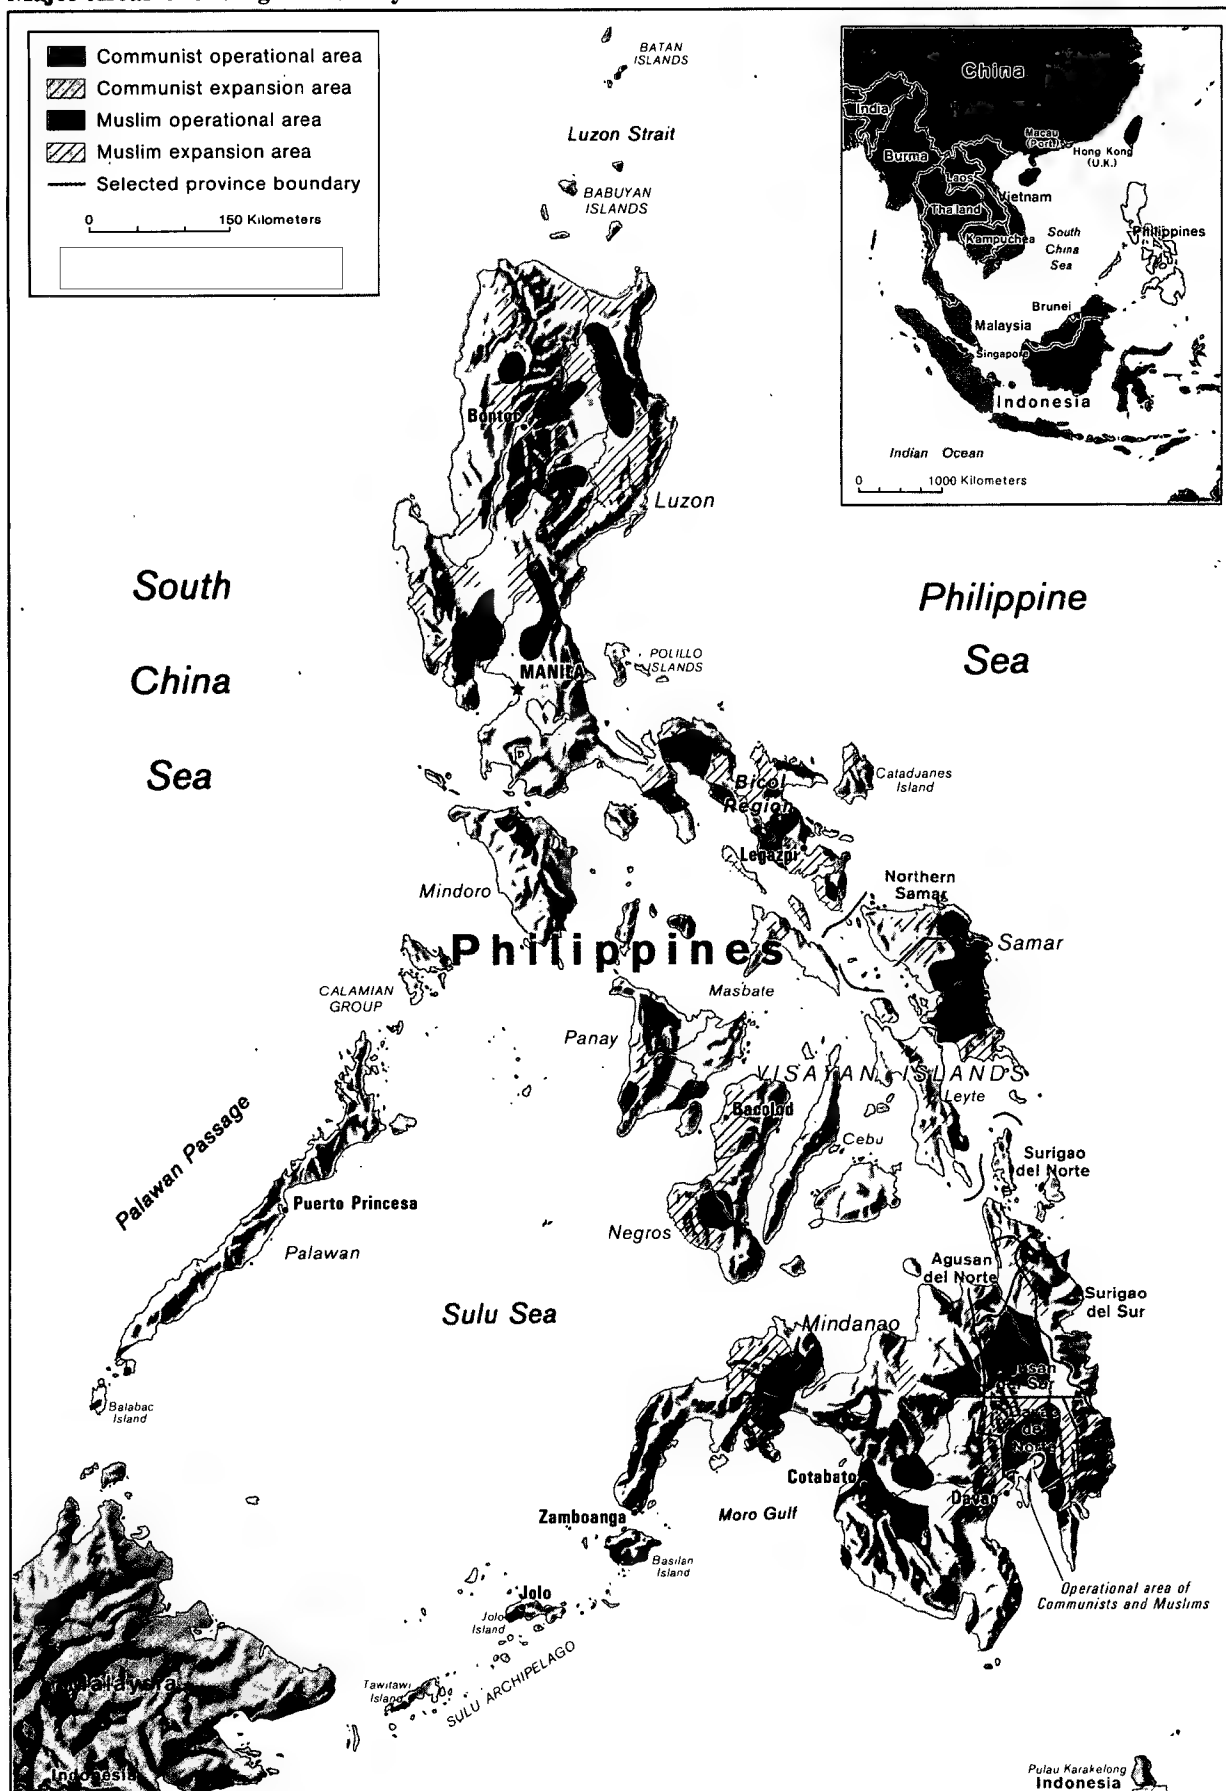 Communist operational area
Communist expansion area
Muslim operational area
Muslim expansion area
Selected province boundary
0 150 Kilometers
BATAN
ISLANDS
Luzon Strait
BABUYAN
ISLANDS
China
India
Macau
(Port.)
Hong Kong
(U.K.)
Burma
Laos
Vietnam
Thailand
Kampuchea
South
China
Sea
Philippines
Brunei
Malaysia
Singapore
Indonesia
Indian Ocean
0 1000 Kilometers
Bontoc
Luzon
South
China
Sea
Philippine
Sea
POLILLO
ISLANDS
MANILA
Bicol
Region
Catanduanes
Island
Legazpi
Mindoro
Northern
Samar
Samar
Philippines
Masbate
CALAMIAN
GROUP
Panay
VISAYAN ISLANDS
Leyte
Bacolod
Cebu
Palawan Passage
Surigao
del Norte
Puerto Princesa
Palawan
Negros
Agusan
del Norte
Surigao
del Sur
Sulu Sea
Mindanao
del Sur
Balabac
Island
del
Norte
Cotabato
Davao
Zamboanga
Moro Gulf
Basilan
Island
Operational area of
Communists and Muslims
Jolo
Jolo
Island
Tawitawi
Island
SULU ARCHIPELAGO
Malaysia
Indonesia
Pulau Karakelong
Indonesia